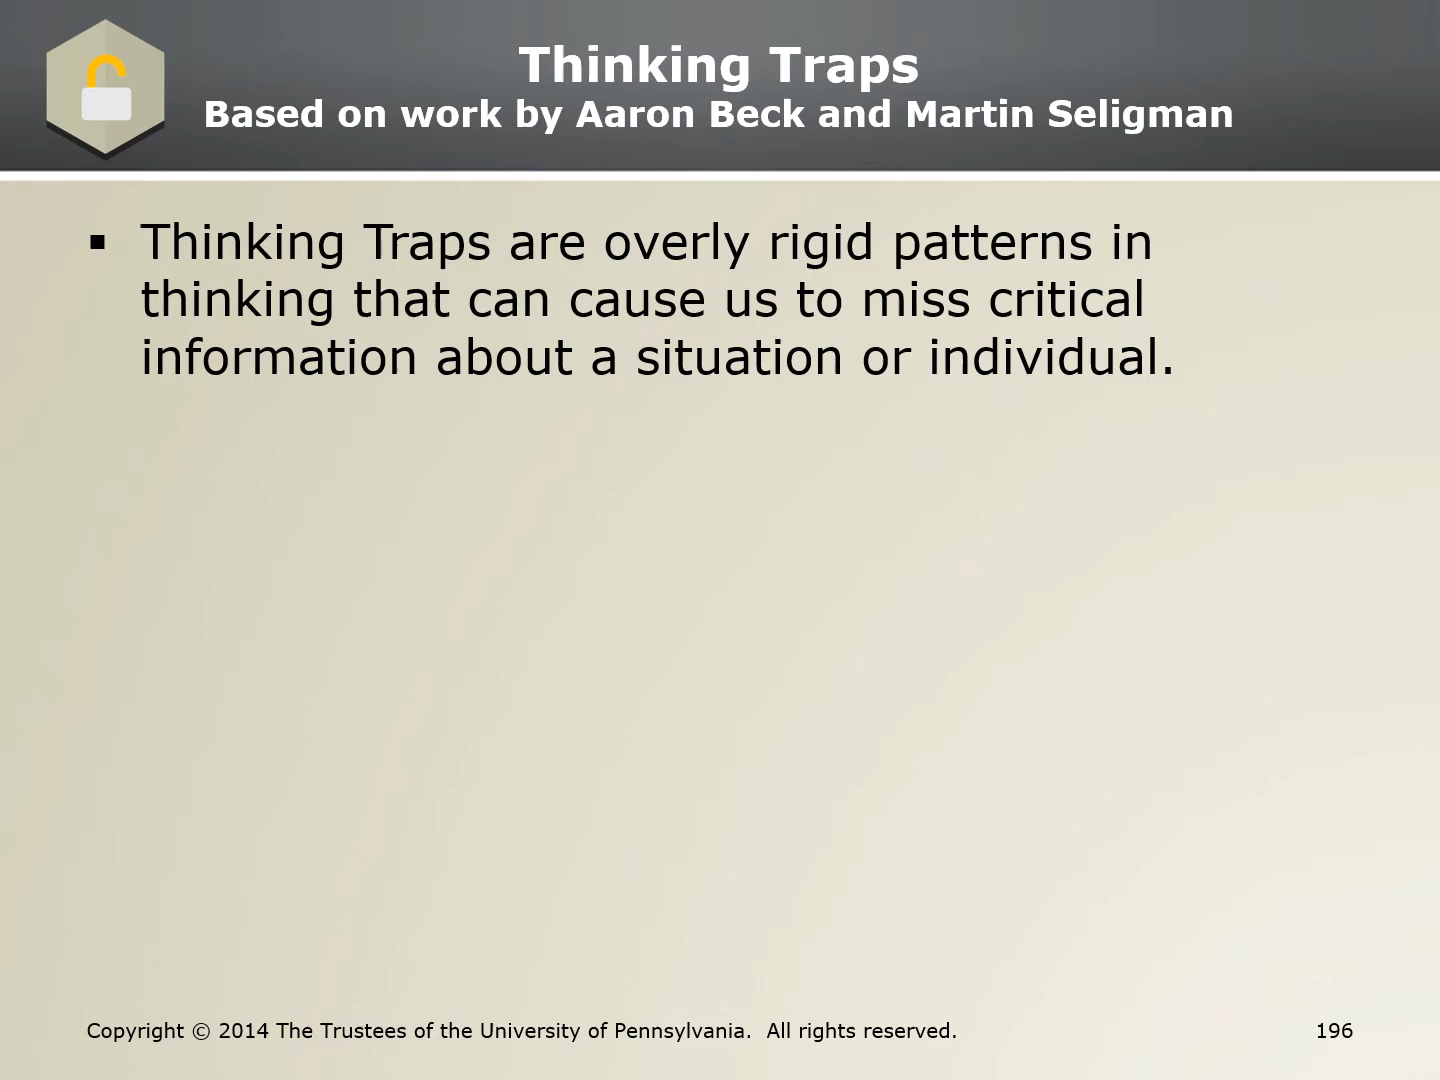 Thinking Traps
Based on work by Aaron Beck and Martin Seligman
▪ Thinking Traps are overly rigid patterns in
thinking that can cause us to miss critical
information about a situation or individual.
Copyright © 2014 The Trustees of the University of Pennsylvania.  All rights reserved.
196